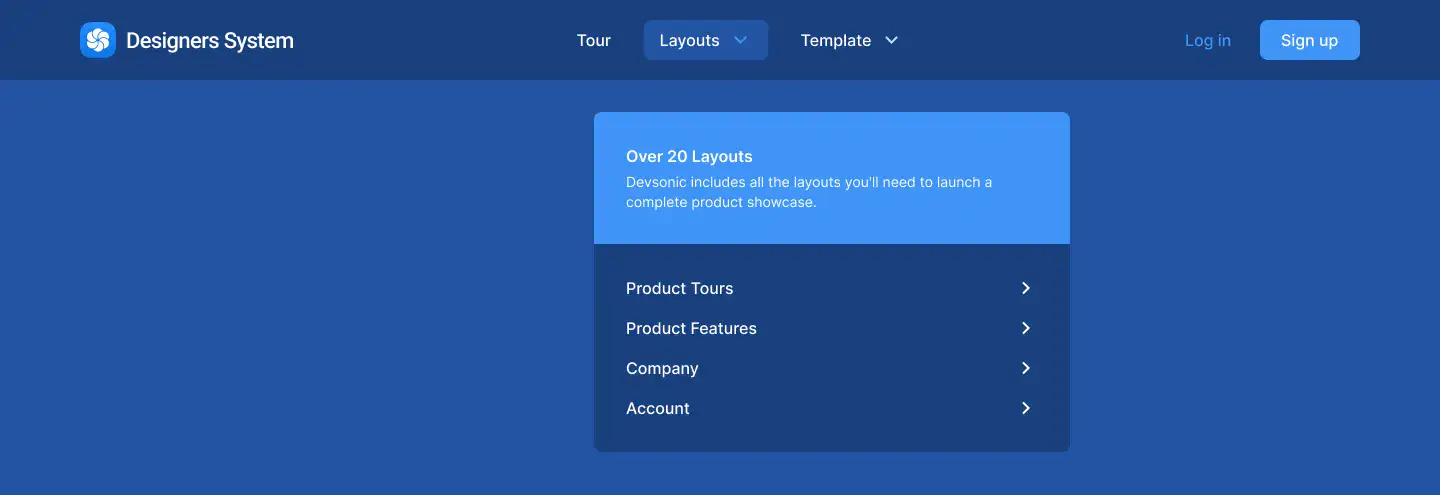 Designers System
Tour
Layouts
Template
Log in
Sign up
Over 20 Layouts
Devsonic includes all the layouts you'll need to launch a
complete product showcase.
Product Tours
Product Features
Company
Account